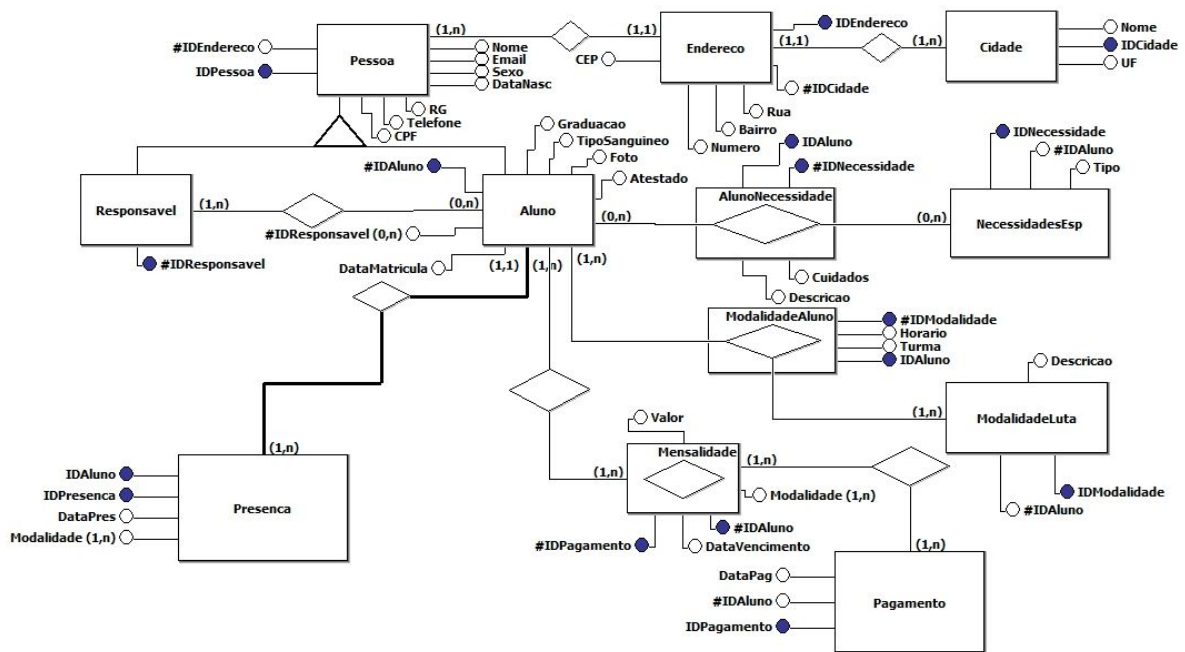 (1,n)
(1,1)
IDEndereco
Nome
#IDEndereco
Pessoa
Nome
Email
CEP
Endereco
(1,1)
(1,n)
Cidade
IDCidade
IDPessoa
Sexo
DataNasc
UF
#IDCidade
RG
Telefone
CPF
Rua
Bairro
Numero
Graduacao
TipoSanguineo
Foto
Atestado
#IDAluno
IDAluno
#IDNecessidade
IDNecessidade
#IDAluno
Tipo
Responsavel
(1,n)
(0,n)
Aluno
(0,n)
AlunoNecessidade
(0,n)
NecessidadesEsp
#IDResponsavel (0,n)
#IDResponsavel
DataMatricula
(1,1)
(1,n)
(1,n)
Cuidados
Descricao
ModalidadeAluno
#IDModalidade
Horario
Turma
IDAluno
Descricao
(1,n)
ModalidadeLuta
Valor
(1,n)
Mensalidade
(1,n)
(1,n)
IDAluno
IDPresenca
DataPres
Modalidade (1,n)
Presenca
Modalidade (1,n)
IDModalidade
#IDAluno
#IDAluno
#IDPagamento
DataVencimento
(1,n)
DataPag
#IDAluno
IDPagamento
Pagamento